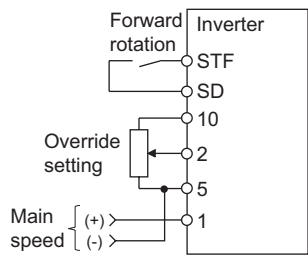 Forward
rotation
Inverter
STF
SD
10
Override
setting
2
5
Main
speed
(+)
(-)
1